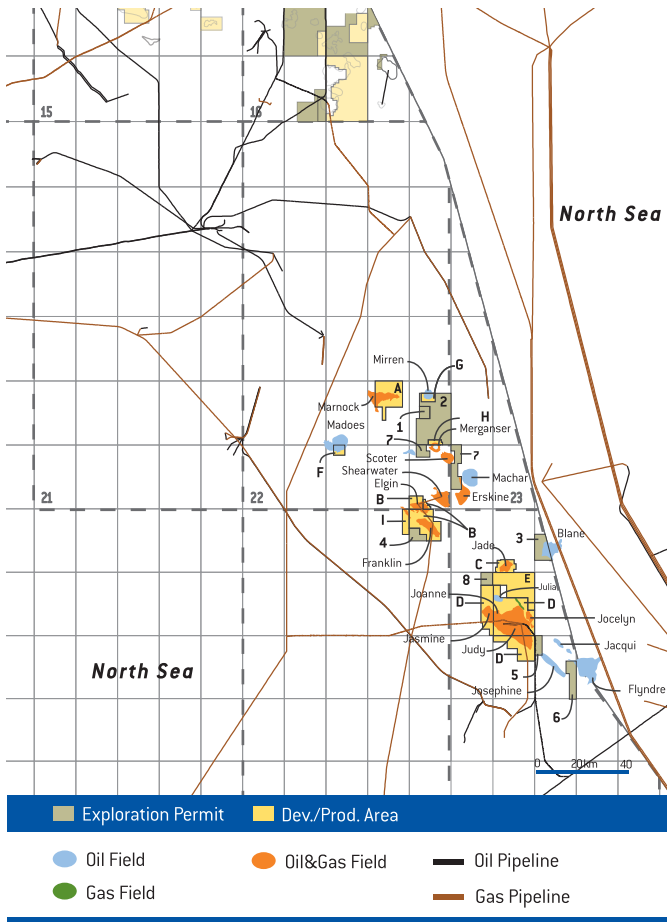 15
16
North Sea
Mirren
G
A
2
Marnock
1
H
Madoes
Merganser
7
7
F
Scoter
Shearwater
Machar
Elgin
B
Erskine
21
22
23
I
B
3
Blane
4
Jade
Franklin
C
8
E
Julia
Joanne
D
D
Jocelyn
Jasmine
Jacqui
Judy
D
North Sea
5
Josephine
Flyndre
6
0 20km 40
Exploration Permit Dev./Prod. Area
Oil Field Oil&Gas Field Oil Pipeline
Gas Field Gas Pipeline